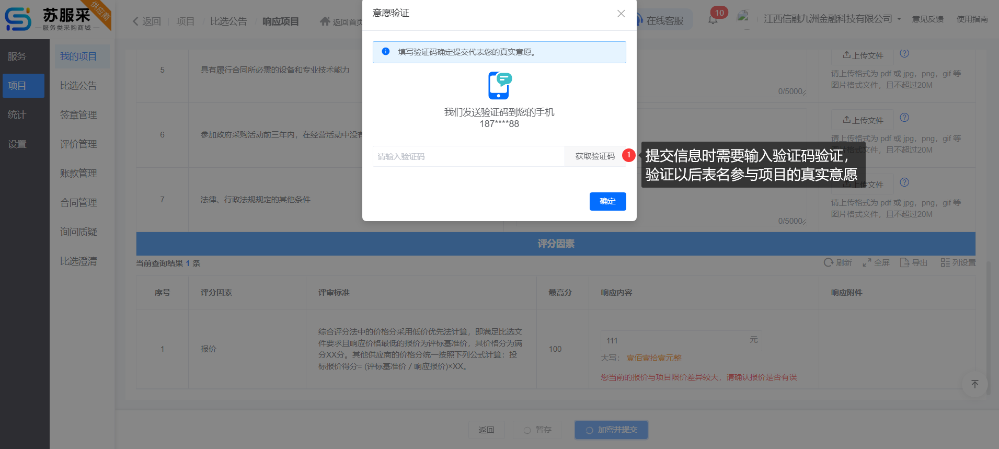 苏服采
服务类采购商城
供应商
返回
项目
比选公告
响应项目
返回首页
在线客服
10
江西信融九洲金融科技有限公司
意见反馈
使用指南
服务
项目
统计
设置
我的项目
比选公告
签章管理
评价管理
账款管理
合同管理
询问质疑
比选澄清
意愿验证
填写验证码确定提交代表您的真实意愿。
我们发送验证码到您的手机
187****88
请输入验证码
获取验证码
1
提交信息时需要输入验证码验证，
验证以后表名参与项目的真实意愿
确定
5
具有履行合同所必需的设备和专业技术能力
0/5000
上传文件
请上传格式为 pdf 或 jpg，png，gif 等
图片格式文件，且不超过20M
6
参加政府采购活动前三年内，在经营活动中没有
上传文件
请上传格式为 pdf 或 jpg，png，gif 等
图片格式文件，且不超过20M
7
法律、行政法规规定的其他条件
0/5000
上传文件
请上传格式为 pdf 或 jpg，png，gif 等
图片格式文件，且不超过20M
评分因素
当前查询结果 1 条
刷新
全屏
导出
列设置
序号
评分因素
评审标准
最高分
响应内容
响应附件
1
报价
综合评分法中的价格分采用低价优先法计算，即满足比选文
件要求且响应价格最低的报价为评标基准价，其价格分为满
分XX分。其他供应商的价格分统一按照下列公式计算：投
标报价得分= (评标基准价 / 响应报价)×XX。
100
111
元
大写： 壹佰壹拾壹元整
您当前的报价与项目限价差异较大，请确认报价是否有误
返回
暂存
加密并提交